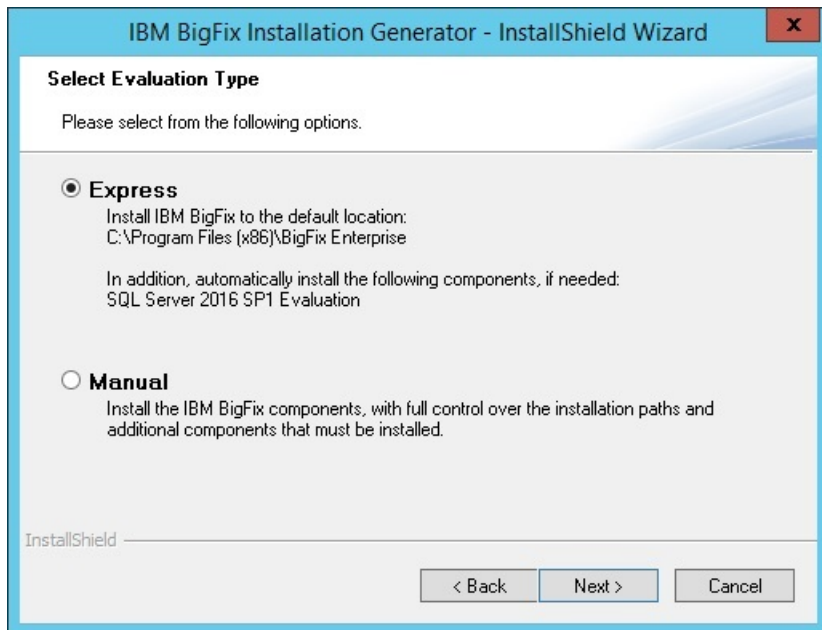 IBM BigFix Installation Generator - InstallShield Wizard
x
Select Evaluation Type
Please select from the following options.
Express
Install IBM BigFix to the default location:
C:\Program Files (x86)\BigFix Enterprise
In addition, automatically install the following components, if needed:
SQL Server 2016 SP1 Evaluation
Manual
Install the IBM BigFix components, with full control over the installation paths and
additional components that must be installed.
InstallShield
< Back Next > Cancel